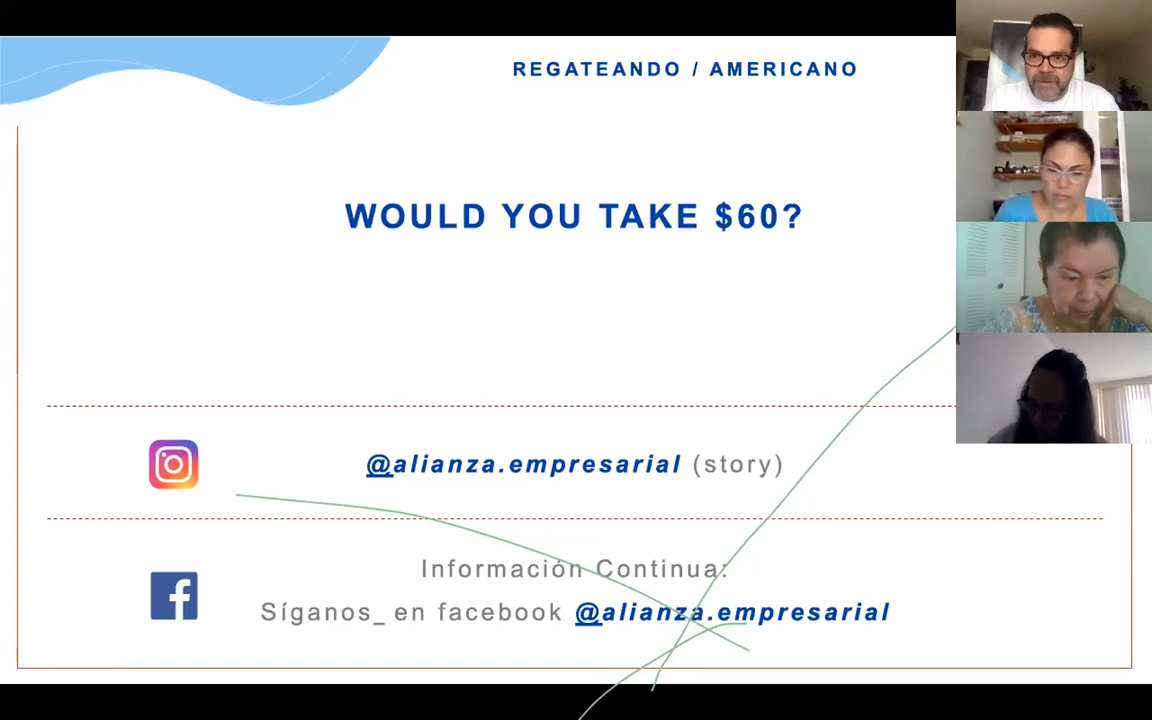 REGATEANDO / AMERICANO
WOULD YOU TAKE $60?
@alianza.empresarial (story)
Información Continua:
Síganos_ en facebook @alianza.empresarial